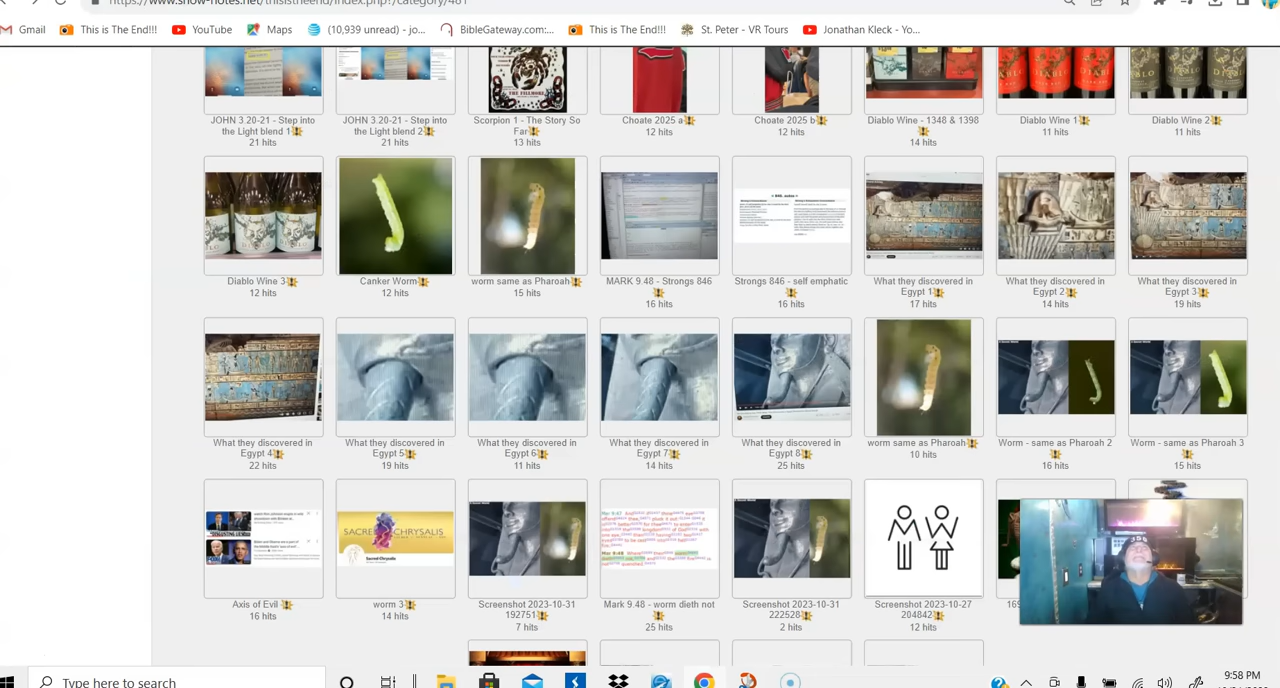 https://www.show-notes.net/thisistheend/index.php?/category/481
Gmail
This is The End!!!
YouTube
Maps
(10,939 unread) - jo...
BibleGateway.com:...
This is The End!!!
St. Peter - VR Tours
Jonathan Kleck - Yo...
JOHN 3.20-21 - Step into the Light blend 1
21 hits
JOHN 3.20-21 - Step into the Light blend 2
21 hits
Scorpion 1 - The Story So Far
13 hits
Choate 2025 a
12 hits
Choate 2025 b
12 hits
Diablo Wine - 1348 & 1398
14 hits
Diablo Wine 1
11 hits
Diablo Wine 2
11 hits
Diablo Wine 3
12 hits
Canker Worm
12 hits
worm same as Pharoah
15 hits
MARK 9.48 - Strongs 846
16 hits
Strongs 846 - self emphatic
16 hits
What they discovered in Egypt 1
17 hits
What they discovered in Egypt 2
14 hits
What they discovered in Egypt 3
19 hits
What they discovered in Egypt 4
22 hits
What they discovered in Egypt 5
19 hits
What they discovered in Egypt 6
11 hits
What they discovered in Egypt 7
14 hits
What they discovered in Egypt 8
25 hits
worm same as Pharoah
10 hits
Worm - same as Pharoah 2
16 hits
Worm - same as Pharoah 3
15 hits
SACRED CHRYSALIS
Sacred Chrysalis
Axis of Evil
16 hits
worm 3
14 hits
Screenshot 2023-10-31 192751
7 hits
Mark 9.48 - worm dieth not
25 hits
Screenshot 2023-10-31 222528
2 hits
Screenshot 2023-10-27 204842
12 hits
Type here to search
9:58 PM